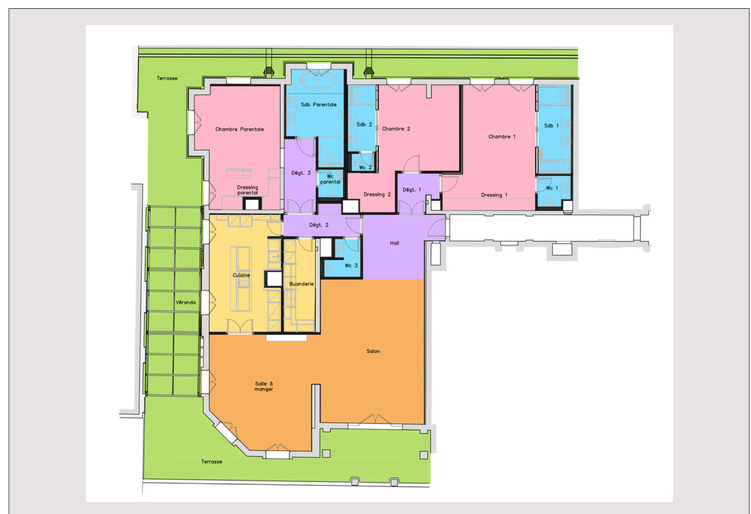 Terrasse
Sdb Parentale
Chambre Parentale
Sdb 2
Chambre 2
Chambre 1
Sdb 1
Wc 2
Dégt. 3
Wc
parental
Dressing
parental
Dressing 2
Dégt. 1
Dressing 1
Wc 1
Dégt. 2
Hall
Wc 3
Cuisine
Buanderie
Véranda
Salon
Salle à
manger
Terrasse